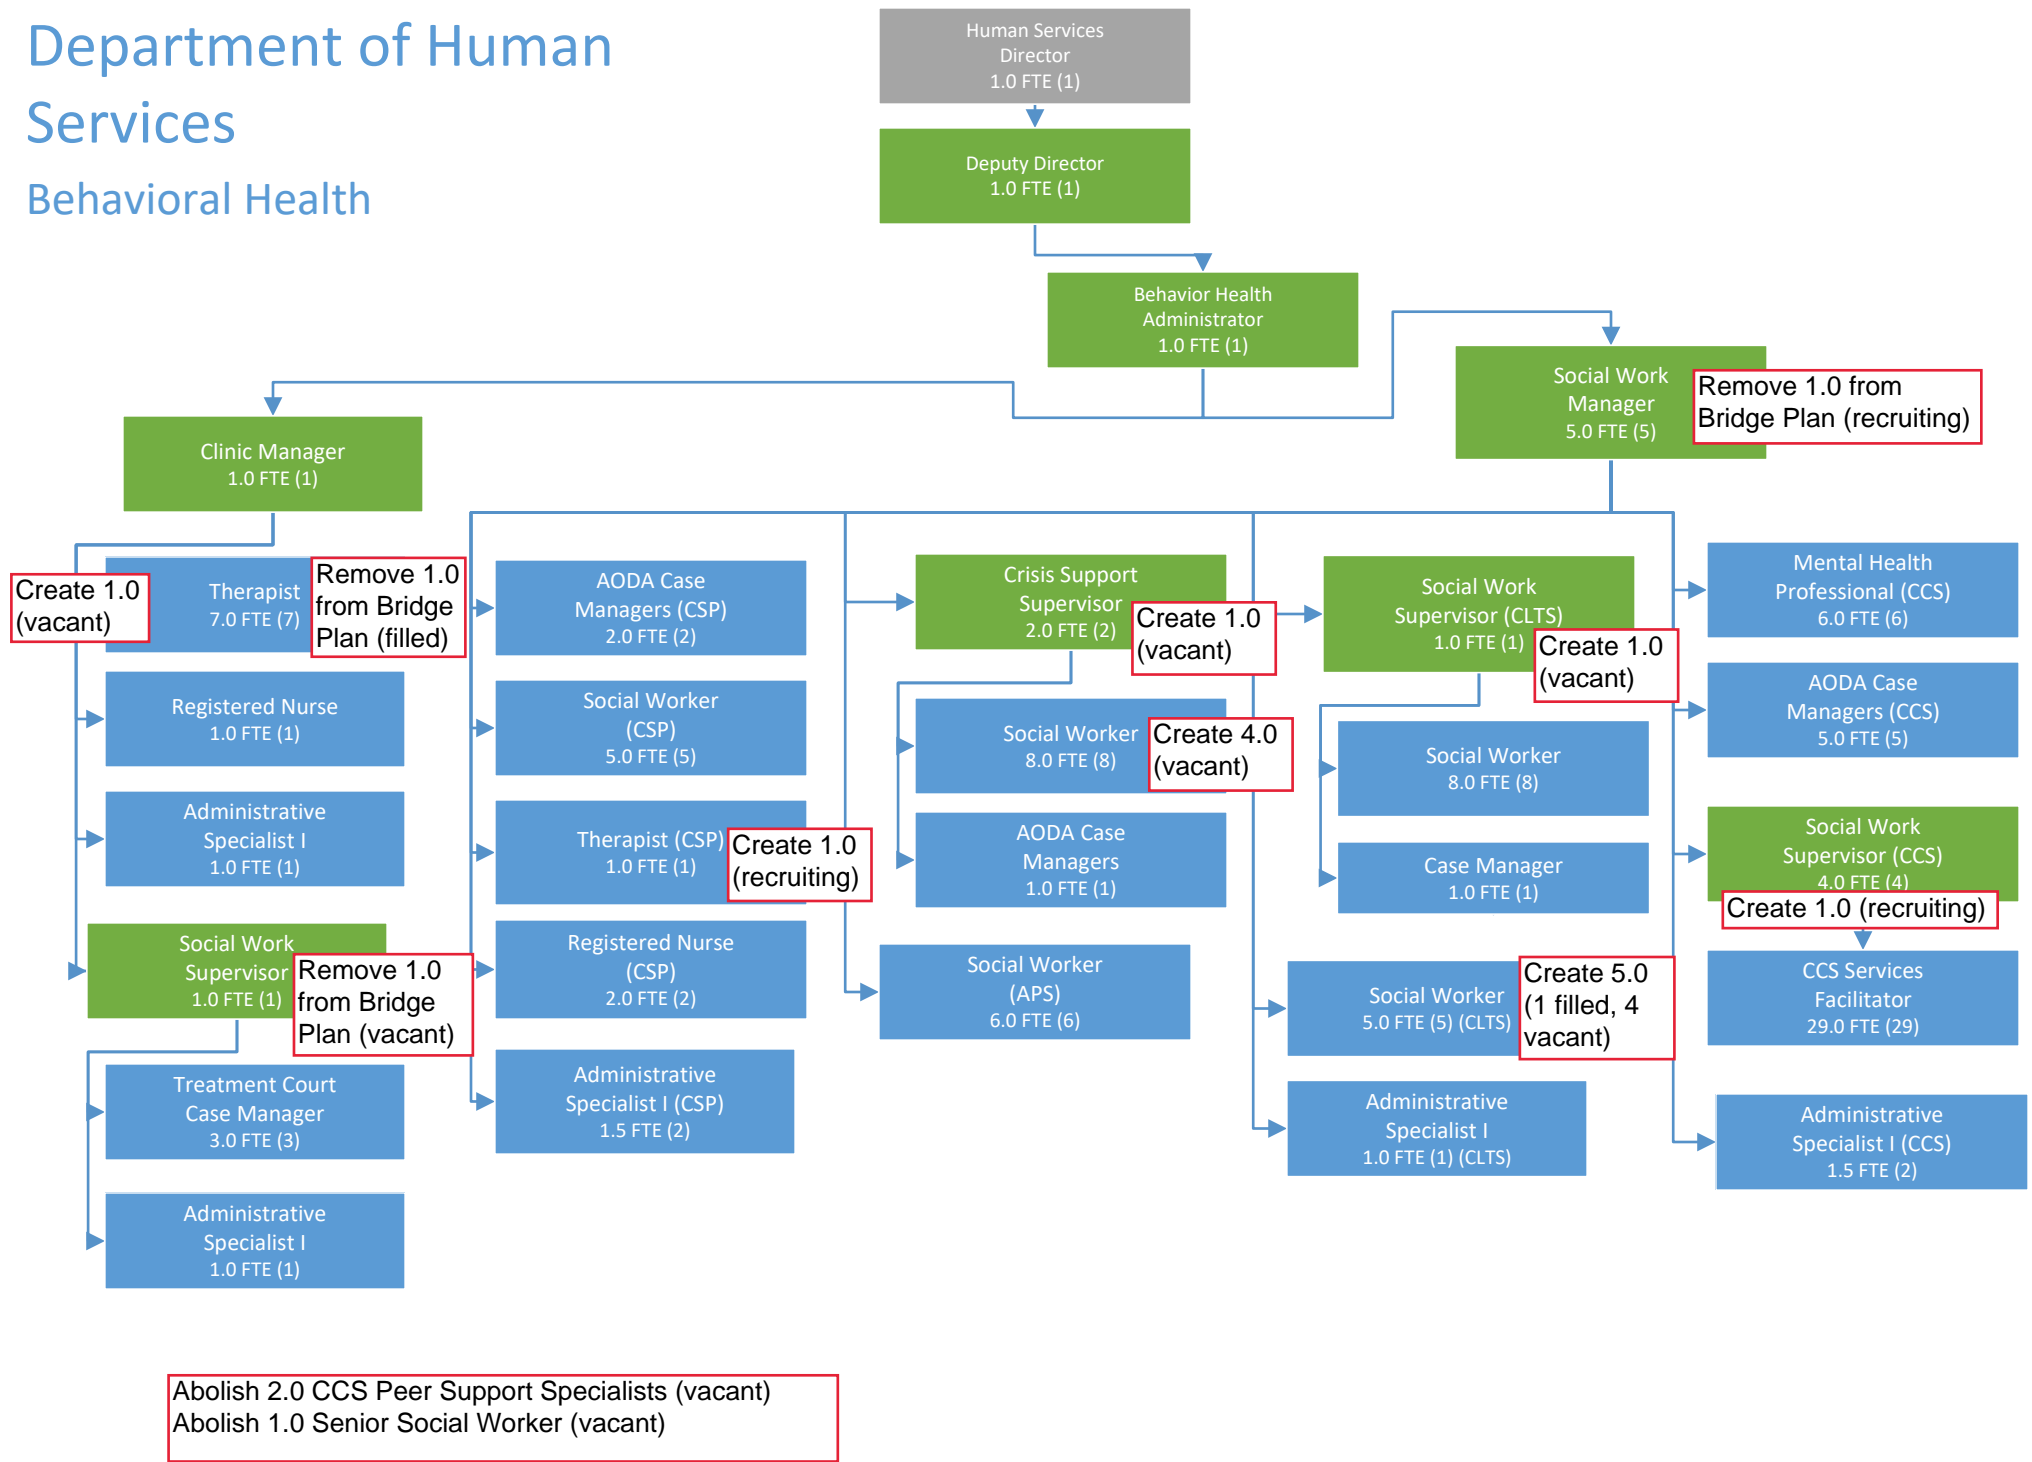 Department of Human
Services
Behavioral Health
Human Services
Director
1.0 FTE (1)
Deputy Director
1.0 FTE (1)
Behavior Health
Administrator
1.0 FTE (1)
Social Work
Manager
5.0 FTE (5)
Remove 1.0 from
Bridge Plan (recruiting)
Clinic Manager
1.0 FTE (1)
Create 1.0
(vacant)
Therapist
7.0 FTE (7)
Remove 1.0
from Bridge
Plan (filled)
Registered Nurse
1.0 FTE (1)
Administrative
Specialist I
1.0 FTE (1)
Social Work
Supervisor
1.0 FTE (1)
Remove 1.0
from Bridge
Plan (vacant)
Treatment Court
Case Manager
3.0 FTE (3)
Administrative
Specialist I
1.0 FTE (1)
AODA Case
Managers (CSP)
2.0 FTE (2)
Social Worker
(CSP)
5.0 FTE (5)
Therapist (CSP)
1.0 FTE (1)
Create 1.0
(recruiting)
Registered Nurse
(CSP)
2.0 FTE (2)
Administrative
Specialist I (CSP)
1.5 FTE (2)
Crisis Support
Supervisor
2.0 FTE (2)
Create 1.0
(vacant)
Social Worker
8.0 FTE (8)
Create 4.0
(vacant)
AODA Case
Managers
1.0 FTE (1)
Social Worker
(APS)
6.0 FTE (6)
Social Work
Supervisor (CLTS)
1.0 FTE (1)
Create 1.0
(vacant)
Social Worker
8.0 FTE (8)
Case Manager
1.0 FTE (1)
Social Worker
5.0 FTE (5) (CLTS)
Create 5.0
(1 filled, 4
vacant)
Administrative
Specialist I
1.0 FTE (1) (CLTS)
Mental Health
Professional (CCS)
6.0 FTE (6)
AODA Case
Managers (CCS)
5.0 FTE (5)
Social Work
Supervisor (CCS)
4.0 FTE (4)
Create 1.0 (recruiting)
CCS Services
Facilitator
29.0 FTE (29)
Administrative
Specialist I (CCS)
1.5 FTE (2)
Abolish 2.0 CCS Peer Support Specialists (vacant)
Abolish 1.0 Senior Social Worker (vacant)